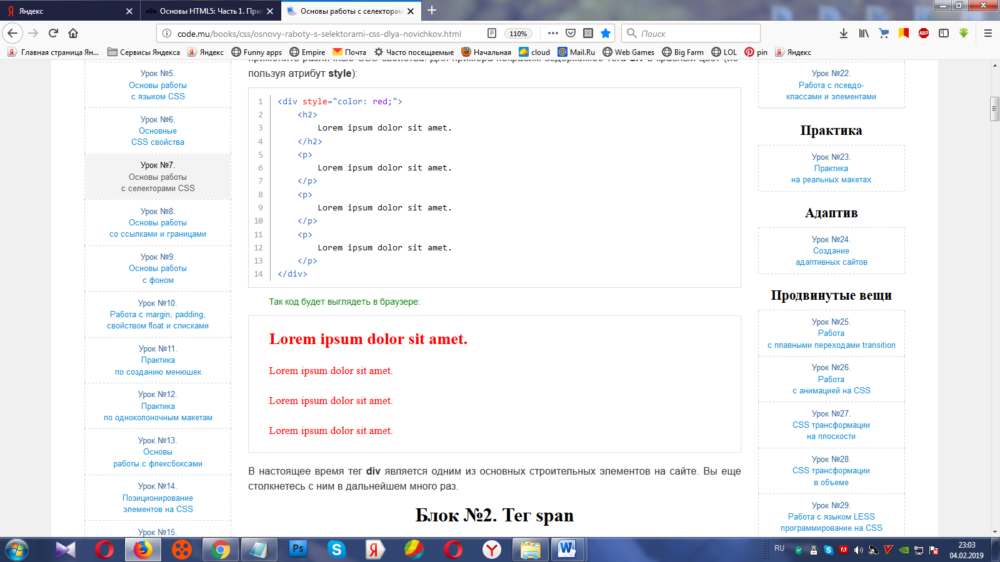 Яндекс
Основы HTML5: Часть 1. При
Основы работы с селекторам
code.mu/books/css/osnovy-raboty-s-selektorami-css-dlya-novichkov.html
110%
Поиск
Главная страница Ян...
Сервисы Яндекса
Яндекс
Funny apps
Empire
Почта
Часто посещаемые
Начальная
cloud
Mail.Ru
Web Games
Big Farm
LOL
pin
Яндекс
Урок №5.
Основы работы
с языком CSS
Урок №6.
Основные
CSS свойства
Урок №7.
Основы работы
с селекторами CSS
Урок №8.
Основы работы
со ссылками и границами
Урок №9.
Основы работы
с фоном
Урок №10.
Работа с margin, padding,
свойством float и списками
Урок №11.
Практика
по созданию менюшек
Урок №12.
Практика
по одноколоночным макетам
Урок №13.
Основы
работы с флексбоксами
Урок №14.
Позиционирование
элементов на CSS
Урок №15.
применить различные CSS свойства. Для примера покрасим содержимое тега div в красный цвет (ис-
пользуя атрибут style):
1 <div style="color: red;">
2 <h2>
3 Lorem ipsum dolor sit amet.
4 </h2>
5 <p>
6 Lorem ipsum dolor sit amet.
7 </p>
8 <p>
9 Lorem ipsum dolor sit amet.
10 </p>
11 <p>
12 Lorem ipsum dolor sit amet.
13 </p>
14 </div>
Так код будет выглядеть в браузере:
Lorem ipsum dolor sit amet.
Lorem ipsum dolor sit amet.
Lorem ipsum dolor sit amet.
Lorem ipsum dolor sit amet.
В настоящее время тег div является одним из основных строительных элементов на сайте. Вы еще
столкнетесь с ним в дальнейшем много раз.
Блок №2. Тег span
Урок №22.
Работа с псевдо-
классами и элементами
Практика
Урок №23.
Практика
на реальных макетах
Адаптив
Урок №24.
Создание
адаптивных сайтов
Продвинутые вещи
Урок №25.
Работа
с плавными переходами transition
Урок №26.
Работа
с анимацией на CSS
Урок №27.
CSS трансформации
на плоскости
Урок №28.
CSS трансформации
в объеме
Урок №29.
Работа с языком LESS
программирование на CSS
RU
23:03
04.02.2019